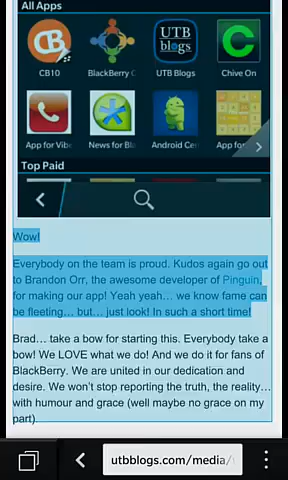 All Apps
CB10
BlackBerry C
UTB Blogs
Chive On
UTB
blogs
App for Vibe
News for Bla
Android Cen
App for
Top Paid
Wow!
Everybody on the team is proud. Kudos again go out
to Brandon Orr, the awesome developer of Pinguin,
for making our app! Yeah yeah… we know fame can
be fleeting… but… just look! In such a short time!
Brad… take a bow for starting this. Everybody take a
bow! We LOVE what we do! And we do it for fans of
BlackBerry. We are united in our dedication and
desire. We won't stop reporting the truth, the reality…
with humour and grace (well maybe no grace on my
part)
utbblogs.com/media/